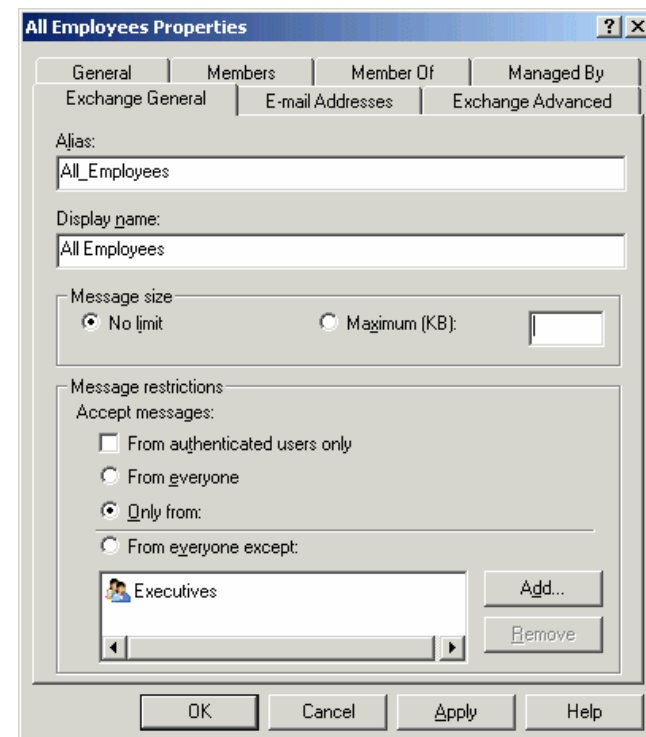 All Employees Properties
General Members Member Of Managed By
Exchange General E-mail Addresses Exchange Advanced
Alias:
All_Employees
Display name:
All Employees
Message size
No limit Maximum (KB):
Message restrictions
Accept messages:
From authenticated users only
From everyone
Only from:
From everyone except:
Executives
Add...
Remove
OK Cancel Apply Help